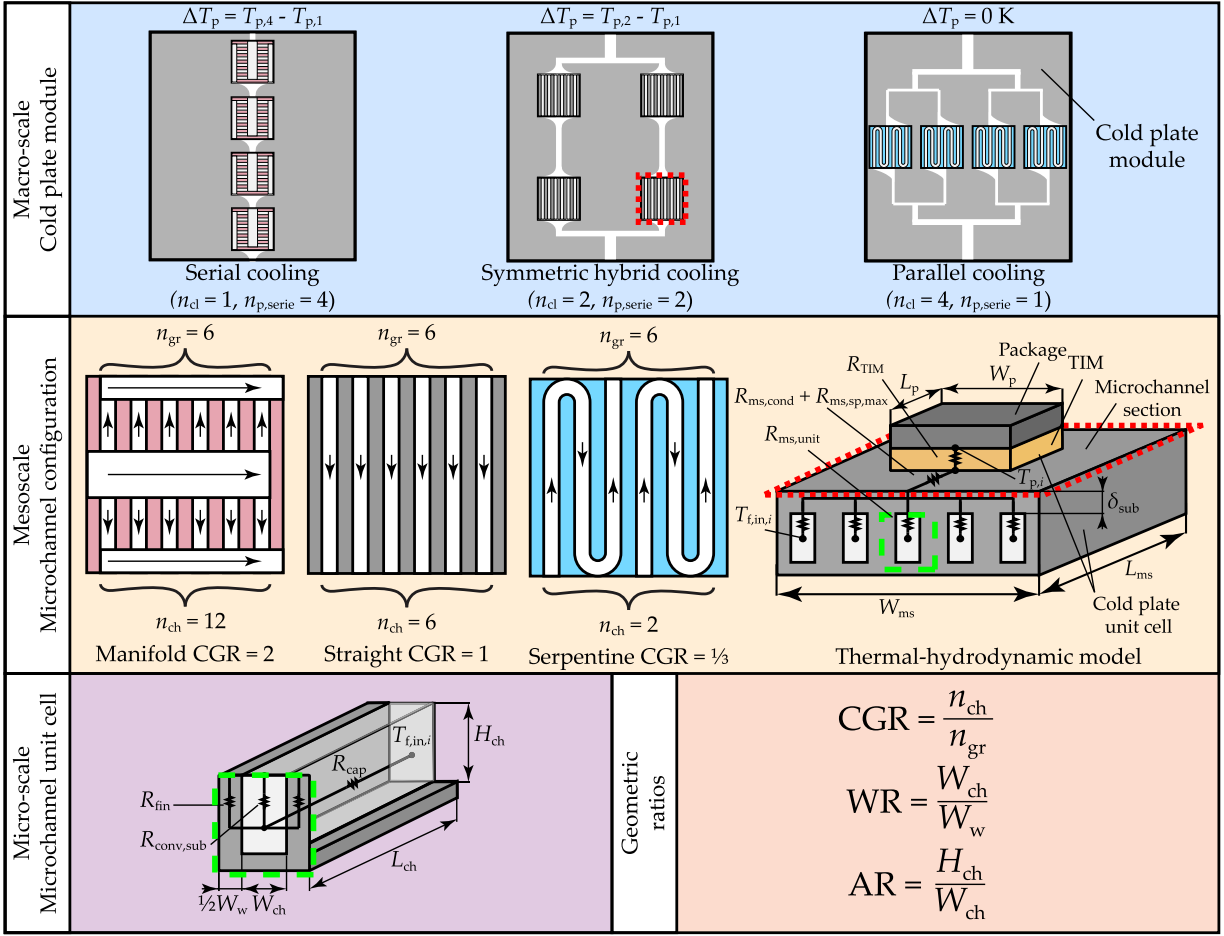 Macro-scale
Cold plate module
ΔTp = Tp,4 - Tp,1
ΔTp = Tp,2 - Tp,1
ΔTp = 0 K
Cold plate
module
Serial cooling
(ncl = 1, np,serie = 4)
Symmetric hybrid cooling
(ncl = 2, np,serie = 2)
Parallel cooling
(ncl = 4, np,serie = 1)
Mesoscale
Microchannel configuration
ngr = 6
nch = 12
Manifold CGR = 2
ngr = 6
nch = 6
Straight CGR = 1
ngr = 6
nch = 2
Serpentine CGR = ⅓
Package
TIM
RTIM
Lp
Wp
Microchannel
section
Rms,cond + Rms,sp,max
Rms,unit
Tp,i
Tf,in,i
δsub
Lms
Wms
Cold plate
unit cell
Thermal-hydrodynamic model
Micro-scale
Microchannel unit cell
Tf,in,i
Hch
Rcap
Rfin
Rconv,sub
Lch
½Ww
Wch
Geometric
ratios
CGR = nch/ngr
WR = Wch/Ww
AR = Hch/Wch